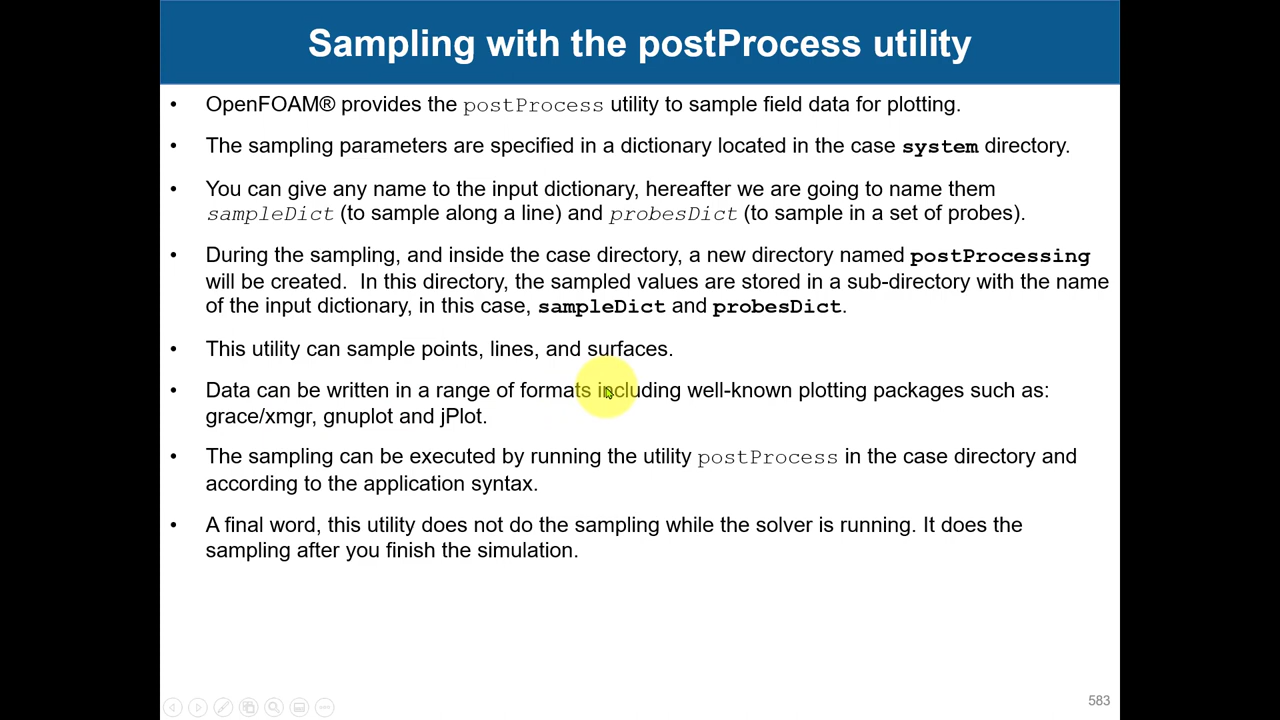 Sampling with the postProcess utility
• OpenFOAM® provides the postProcess utility to sample field data for plotting.
• The sampling parameters are specified in a dictionary located in the case system directory.
• You can give any name to the input dictionary, hereafter we are going to name them
sampleDict (to sample along a line) and probesDict (to sample in a set of probes).
• During the sampling, and inside the case directory, a new directory named postProcessing
will be created. In this directory, the sampled values are stored in a sub-directory with the name
of the input dictionary, in this case, sampleDict and probesDict.
• This utility can sample points, lines, and surfaces.
• Data can be written in a range of formats including well-known plotting packages such as:
grace/xmgr, gnuplot and jPlot.
• The sampling can be executed by running the utility postProcess in the case directory and
according to the application syntax.
• A final word, this utility does not do the sampling while the solver is running. It does the
sampling after you finish the simulation.
583